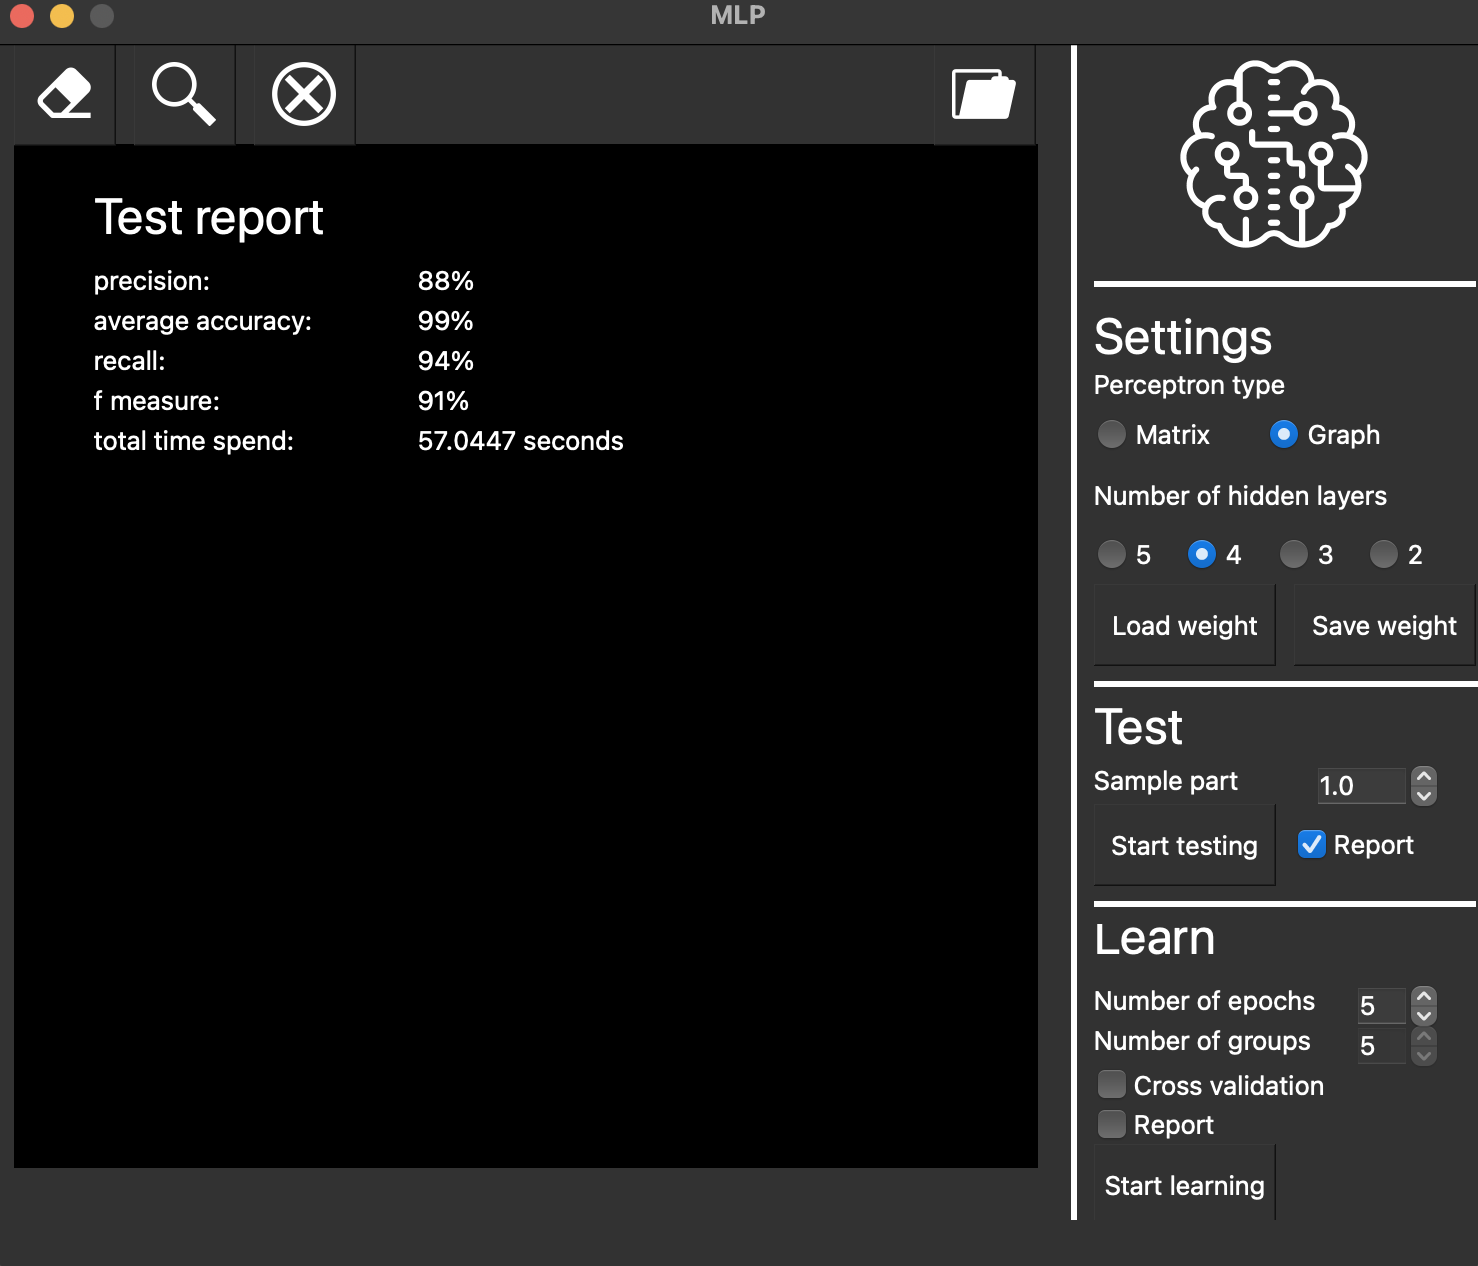 MLP
Test report
precision: 88%
average accuracy: 99%
recall: 94%
f measure: 91%
total time spend: 57.0447 seconds
Settings
Perceptron type
Matrix Graph
Number of hidden layers
5 4 3 2
Load weight Save weight
Test
Sample part 1.0
Start testing Report
Learn
Number of epochs 5
Number of groups 5
Cross validation
Report
Start learning